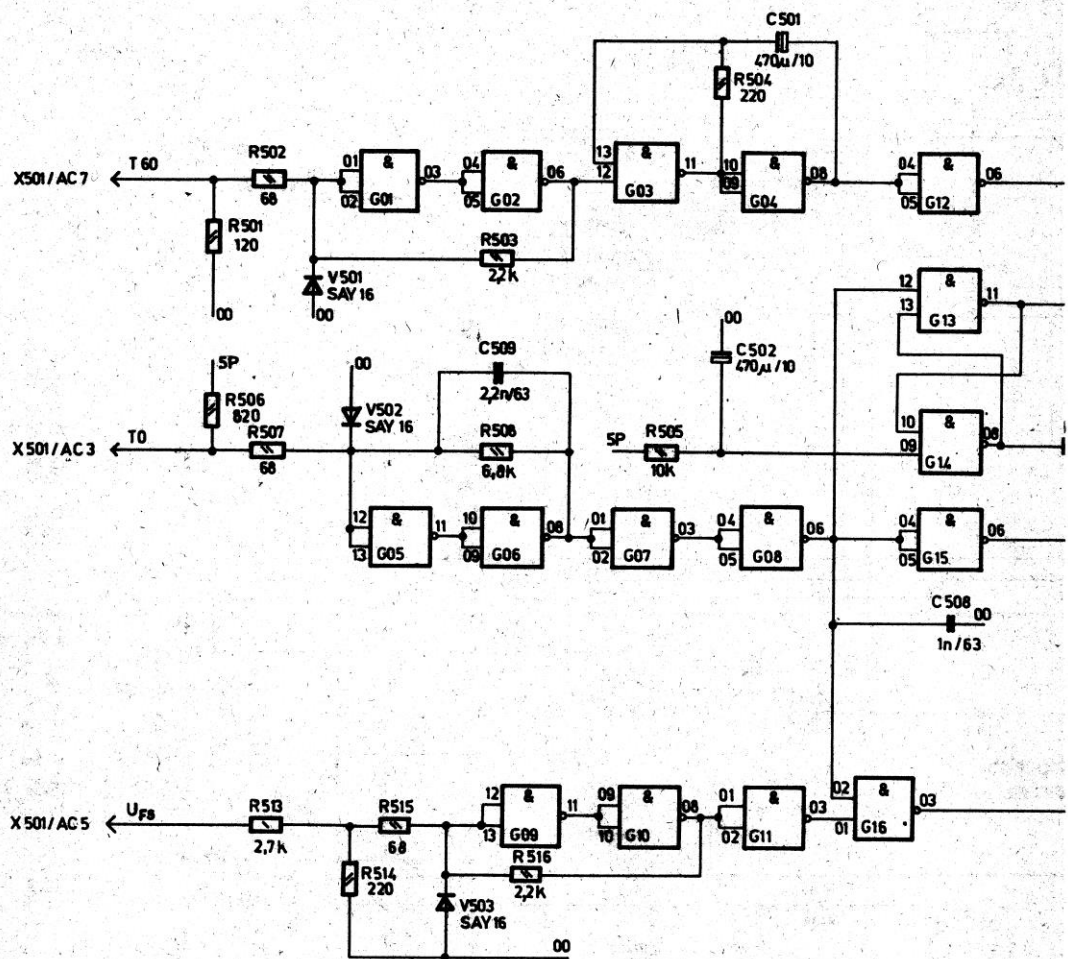 C501
470µ/10
R504
220
X501/AC7
T60
R502
68
01
02
&
G01
03
04
05
&
G02
06
13
12
&
G03
11
10
09
&
G04
08
04
05
&
G12
06
R501
120
00
V501
SAY16
00
R503
2,2k
12
13
&
G13
11
00
C502
470µ/10
5P
R506
820
00
V502
SAY16
C509
2,2n/63
X501/AC3
T0
R507
68
R508
6,8k
5P
R505
10k
10
09
&
G14
08
12
13
&
G05
11
10
09
&
G06
08
01
02
&
G07
03
04
05
&
G08
06
04
05
&
G15
06
C508
00
1n/63
X501/AC5
UF8
R513
2,7k
R515
68
12
13
&
G09
11
09
10
&
G10
08
01
02
&
G11
03
02
01
&
G16
03
R514
220
R516
2,2k
V503
SAY16
00